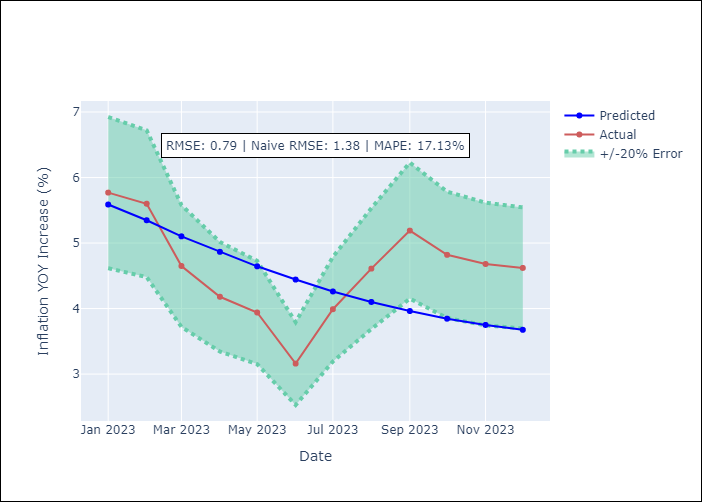 RMSE: 0.79 | Naive RMSE: 1.38 | MAPE: 17.13%
Predicted
Actual
+/-20% Error
Inflation YOY Increase (%)
7
6
5
4
3
Jan 2023
Mar 2023
May 2023
Jul 2023
Sep 2023
Nov 2023
Date